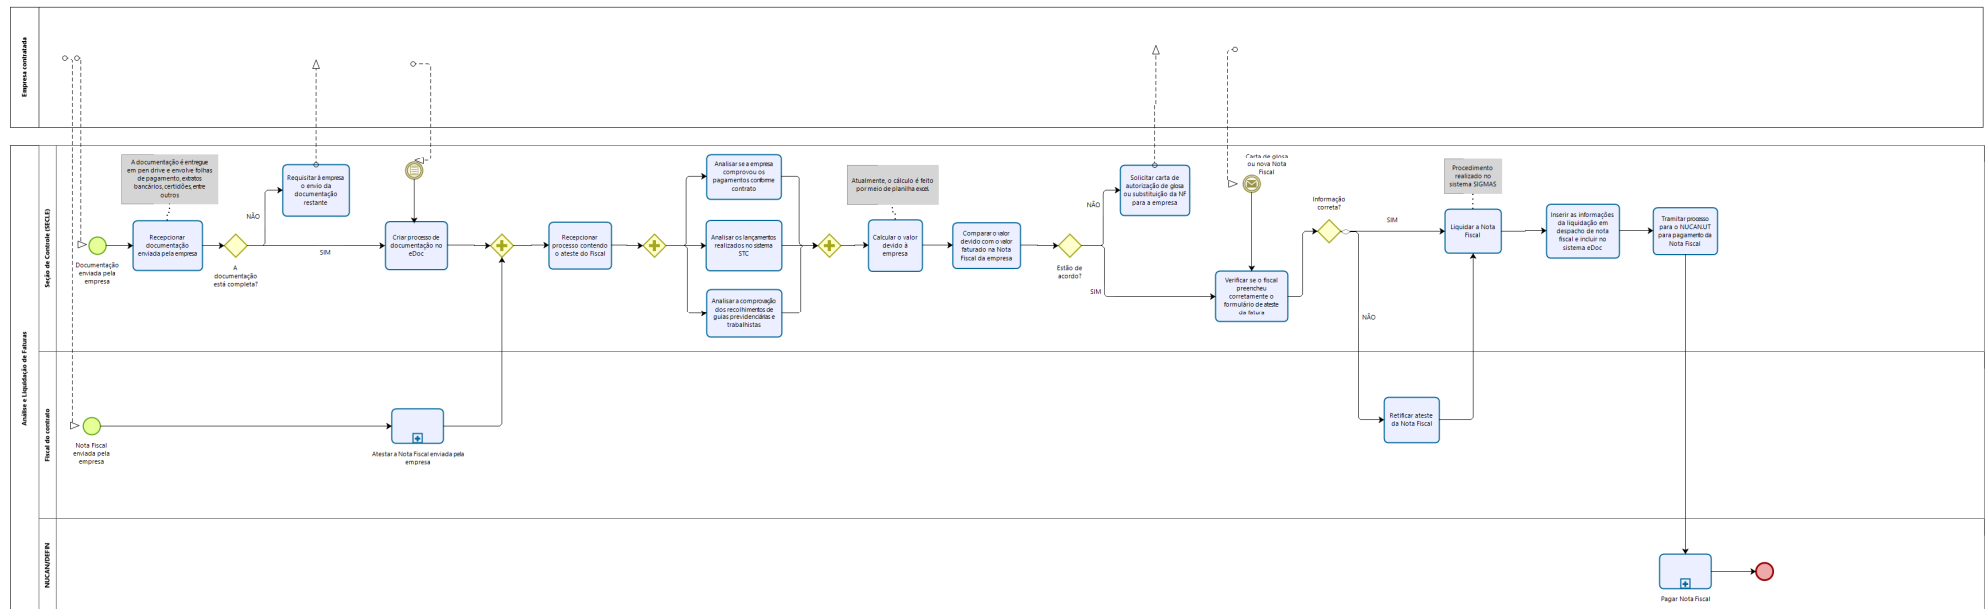 Empresa contratada
Análise e Liquidação de Faturas
Seção de Controle (SECLE)
A documentação é entregue
em pen drive e envolve folhas
de pagamento, extratos
bancários, certidões, entre
outros
Documentação
enviada pela
empresa
Recepcionar
documentação
enviada pela empresa
A
documentação
está completa?
NÃO
SIM
Requisitar à empresa
o envio da
documentação
restante
Criar processo de
documentação no
eDoc
Recepcionar
processo contendo
o ateste do Fiscal
Analisar se a empresa
comprovou os
pagamentos conforme
contrato
Analisar os lançamentos
realizados no sistema
STC
Analisar a comprovação
dos recolhimentos de
guias previdenciárias e
trabalhistas
Atualmente, o cálculo é feito
por meio de planilha excel.
Calcular o valor
devido à
empresa
Comparar o valor
devido com o valor
faturado na Nota
Fiscal da empresa
Estão de
acordo?
NÃO
SIM
Solicitar carta de
autorização de glosa
ou substituição da NF
para a empresa
Carta de glosa
ou nova Nota
Fiscal
Verificar se o fiscal
preencheu
corretamente o
formulário de ateste
da fatura
Informação
correta?
SIM
NÃO
Procedimento
realizado no
sistema SIGMAS
Liquidar a Nota
Fiscal
Inserir as informações
da liquidação em
despacho de nota
fiscal e incluir no
sistema eDoc
Tramitar processo
para o NUCAN.UT
para pagamento da
Nota Fiscal
Fiscal do contrato
Nota Fiscal
enviada pela
empresa
Atestar a Nota Fiscal enviada pela
empresa
Retificar ateste
da Nota Fiscal
NUCAN/DEFIN
Pagar Nota Fiscal